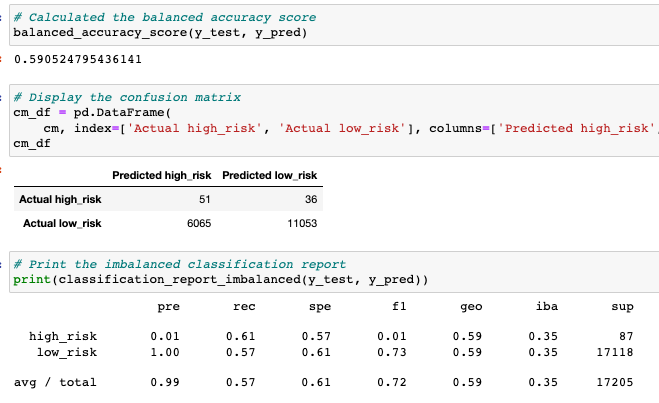 # Calculated the balanced accuracy score
balanced_accuracy_score(y_test, y_pred)
0.590524795436141
# Display the confusion matrix
cm_df = pd.DataFrame(
cm, index=['Actual high_risk', 'Actual low_risk'], columns=['Predicted high_risk',
cm_df
Predicted high_risk Predicted low_risk
Actual high_risk 51 36
Actual low_risk 6065 11053
# Print the imbalanced classification report
print(classification_report_imbalanced(y_test, y_pred))
pre rec spe f1 geo iba sup
high_risk 0.01 0.61 0.57 0.01 0.59 0.35 87
low_risk 1.00 0.57 0.61 0.73 0.59 0.35 17118
avg / total 0.99 0.57 0.61 0.72 0.59 0.35 17205